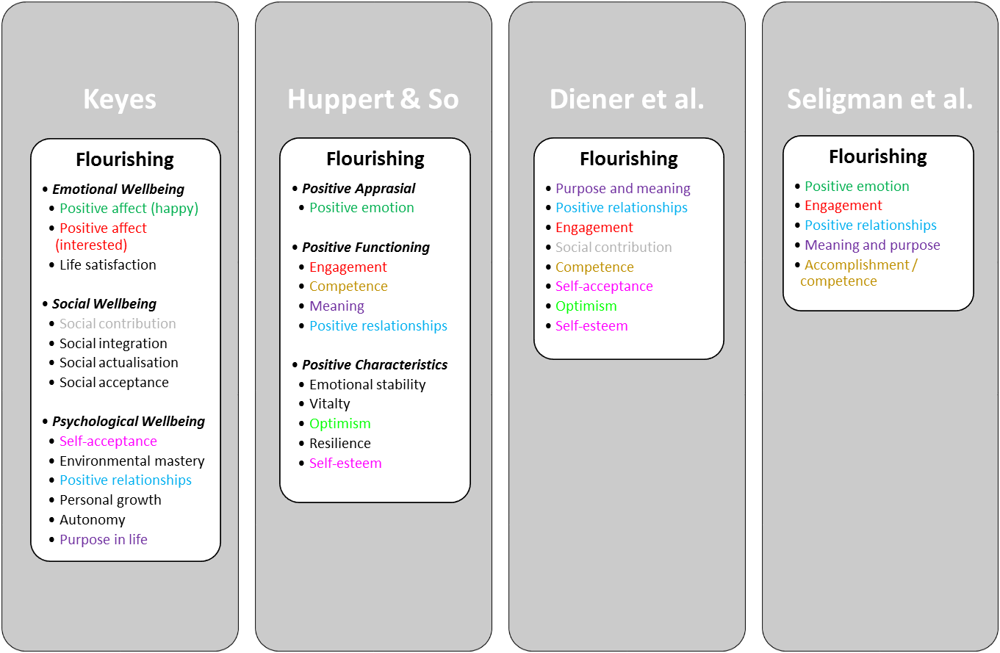 Keyes
Flourishing
• Emotional Wellbeing
• Positive affect (happy)
• Positive affect
(interested)
• Life satisfaction
• Social Wellbeing
• Social contribution
• Social integration
• Social actualisation
• Social acceptance
• Psychological Wellbeing
• Self-acceptance
• Environmental mastery
• Positive relationships
• Personal growth
• Autonomy
• Purpose in life
Huppert & So
Flourishing
• Positive Apprasial
• Positive emotion
• Positive Functioning
• Engagement
• Competence
• Meaning
• Positive reslationships
• Positive Characteristics
• Emotional stability
• Vitalty
• Optimism
• Resilience
• Self-esteem
Diener et al.
Flourishing
• Purpose and meaning
• Positive relationships
• Engagement
• Social contribution
• Competence
• Self-acceptance
• Optimism
• Self-esteem
Seligman et al.
Flourishing
• Positive emotion
• Engagement
• Positive relationships
• Meaning and purpose
• Accomplishment /
competence